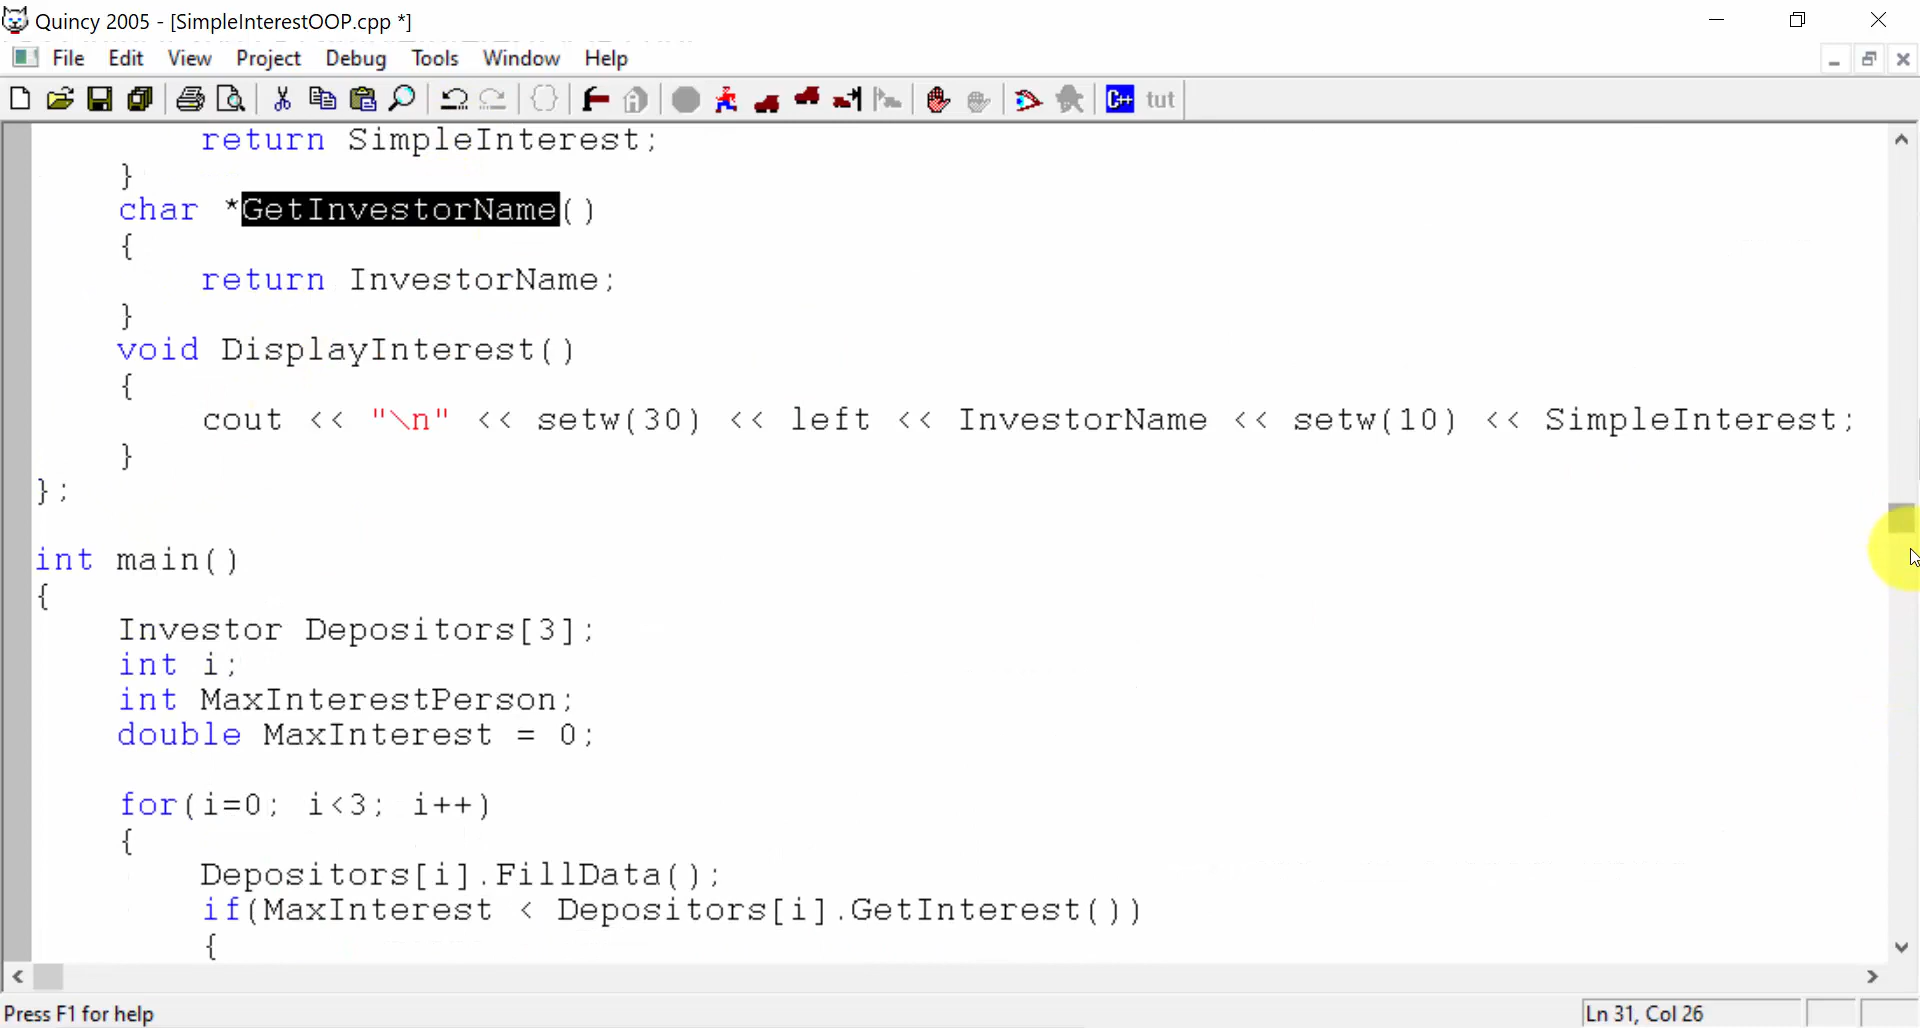 Quincy 2005 - [SimpleInterestOOP.cpp *]
File Edit View Project Debug Tools Window Help
C++ tut
return SimpleInterest;
}
char *GetInvestorName()
{
return InvestorName;
}
void DisplayInterest()
{
cout << "\n" << setw(30) << left << InvestorName << setw(10) << SimpleInterest;
}
};
int main()
{
Investor Depositors[3];
int i;
int MaxInterestPerson;
double MaxInterest = 0;
for(i=0; i<3; i++)
{
Depositors[i].FillData();
if(MaxInterest < Depositors[i].GetInterest())
{
Press F1 for help
Ln 31, Col 26